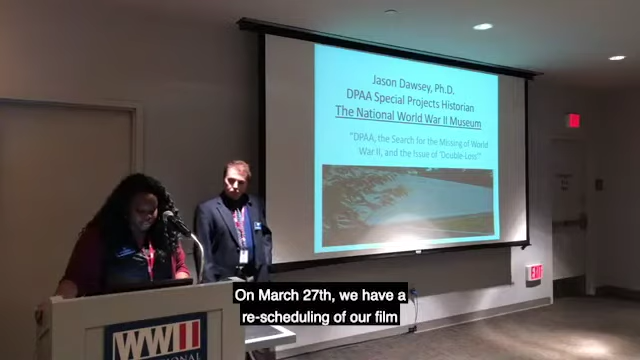 Jason Dawsey, Ph.D.
DPAA Special Projects Historian
The National World War II Museum
"DPAA, the Search for the Missing of World
War II, and the Issue of 'Double Loss'"
EXIT
On March 27th, we have a
re-scheduling of our film
WWII
NATIONAL